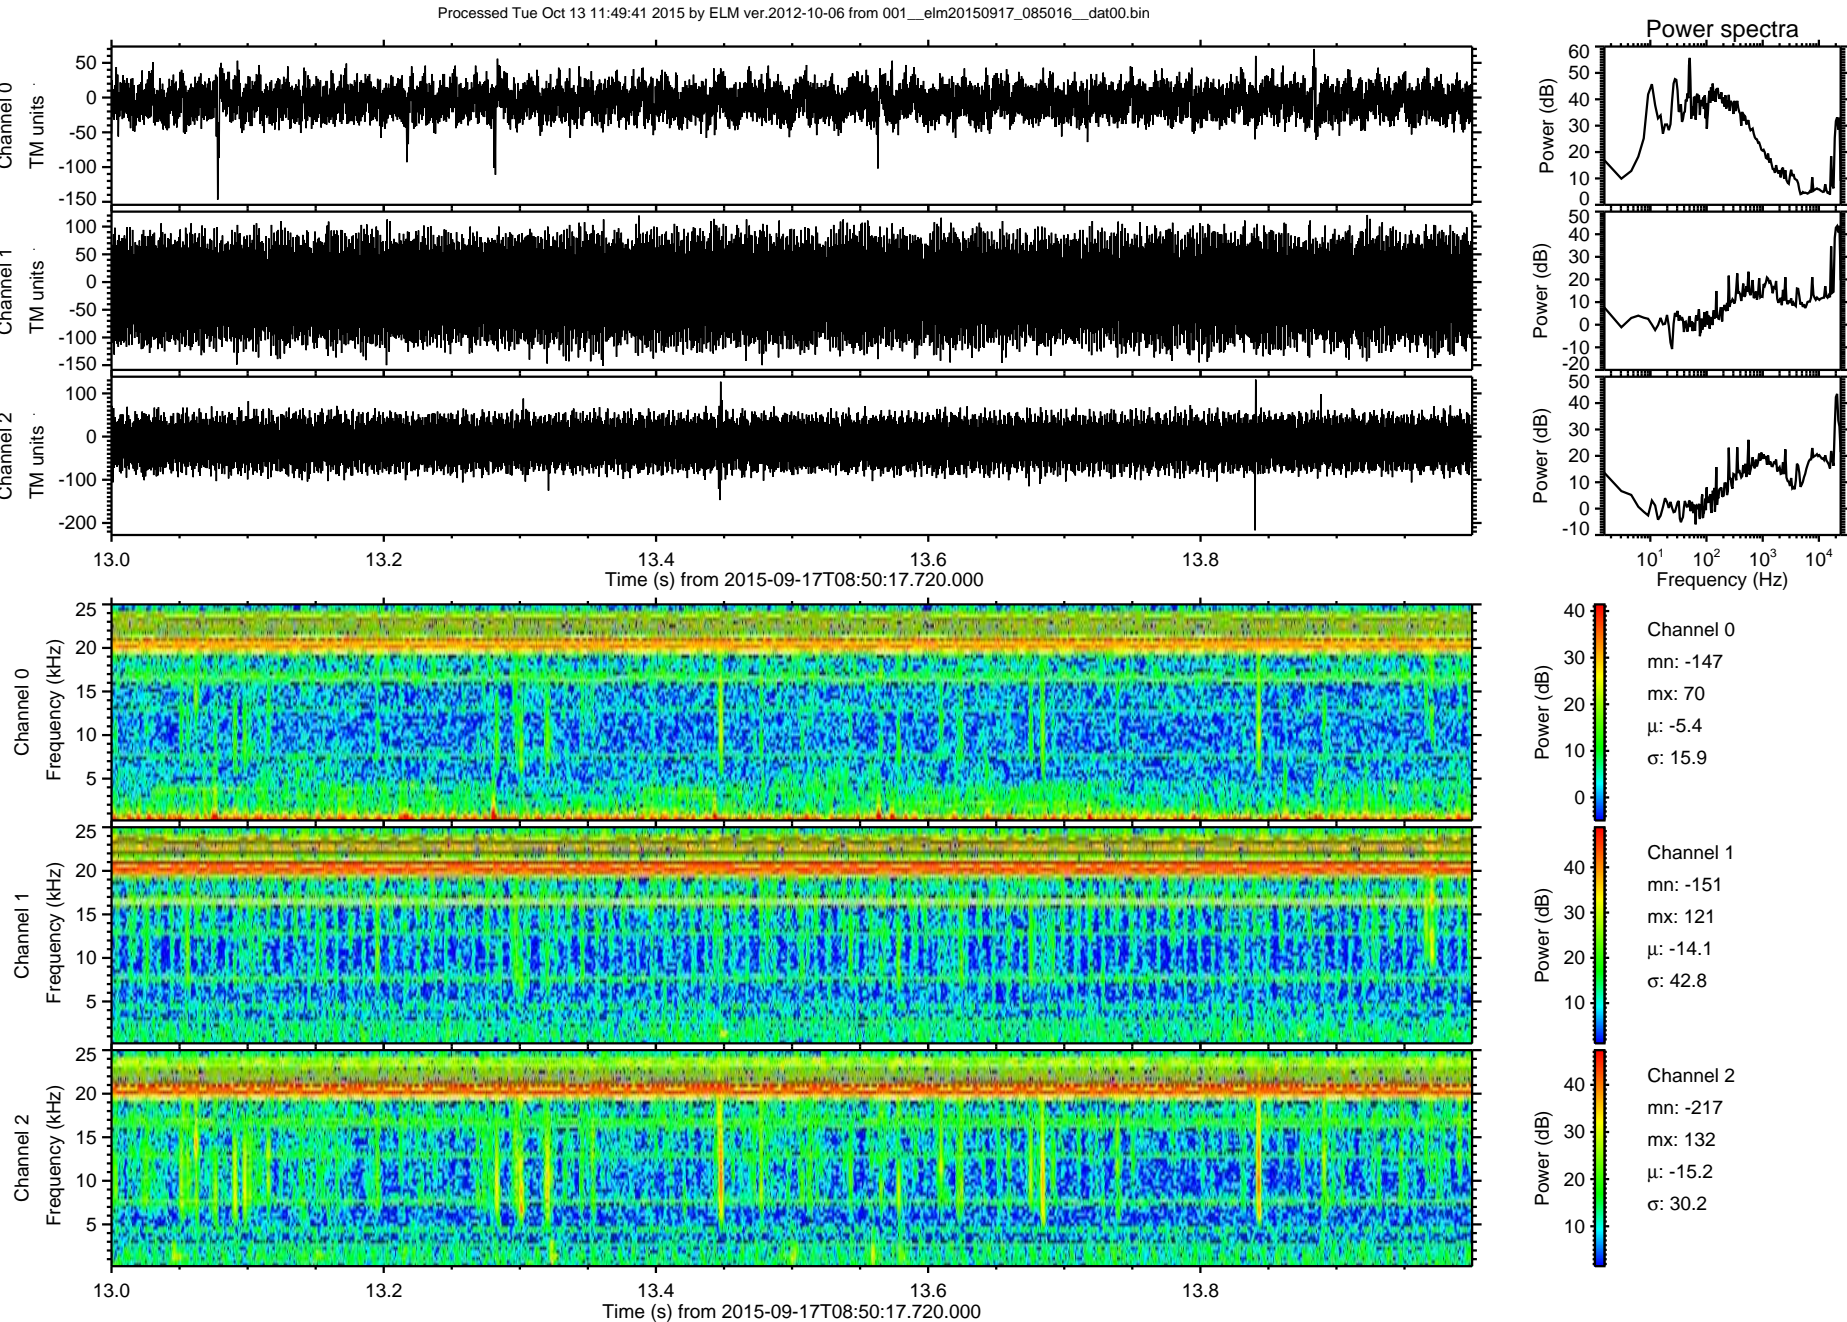 Processed Tue Oct 13 11:49:41 2015 by ELM ver.2012-10-06 from 001__elm20150917_085016__dat00.bin
Power spectra
Channel 0
TM units
50
0
-50
-100
-150
Power (dB)
60
50
40
30
20
10
0
Channel 1
TM units
100
50
0
-50
-100
-150
Power (dB)
50
40
30
20
10
0
-10
-20
Channel 2
TM units
100
0
-100
-200
Power (dB)
50
40
30
20
10
0
-10
13.0 13.2 13.4 13.6 13.8
Time (s) from 2015-09-17T08:50:17.720.000
10^1 10^2 10^3 10^4
Frequency (Hz)
Channel 0
Frequency (kHz)
25
20
15
10
5
Power (dB)
40
30
20
10
0
Channel 0
mn: -147
mx: 70
μ: -5.4
σ: 15.9
Channel 1
Frequency (kHz)
25
20
15
10
5
Power (dB)
40
30
20
10
Channel 1
mn: -151
mx: 121
μ: -14.1
σ: 42.8
Channel 2
Frequency (kHz)
25
20
15
10
5
Power (dB)
40
30
20
10
Channel 2
mn: -217
mx: 132
μ: -15.2
σ: 30.2
13.0 13.2 13.4 13.6 13.8
Time (s) from 2015-09-17T08:50:17.720.000